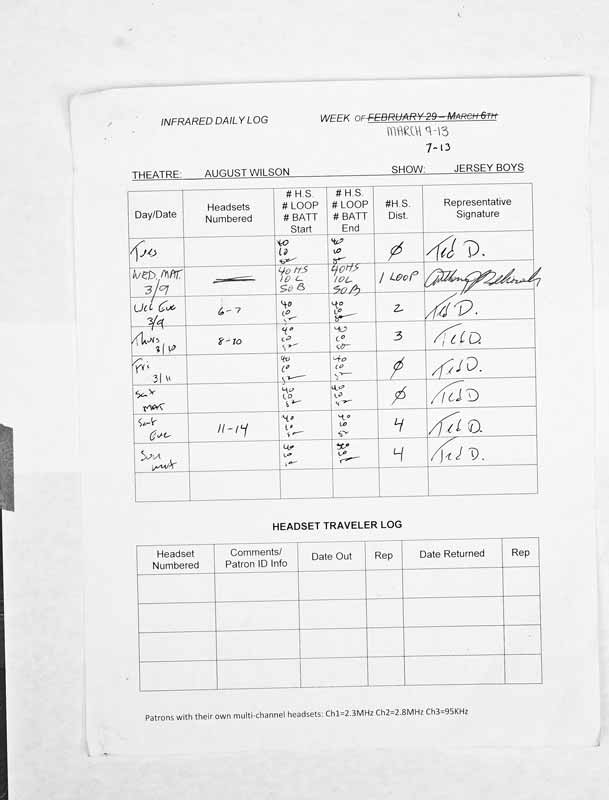 INFRARED DAILY LOG WEEK OF FEBRUARY 29 – MARCH 6TH
MARCH 7-13
7-13
THEATRE: AUGUST WILSON SHOW: JERSEY BOYS
Day/Date Headsets Numbered # H.S. # LOOP # BATT Start # H.S. # LOOP # BATT End #H.S. Dist. Representative Signature
Tues 40 10 50 40 10 50 Ø Ted D.
WED. MAT. 3/9 40 HS 10 L 50 B 40 HS 10 L 50 B 1 LOOP
Wed Eve 3/9 6-7 40 10 50 40 10 50 2 Ted D.
Thurs 3/10 8-10 40 10 50 40 10 50 3 Ted D.
Fri 3/11 40 10 50 40 10 50 Ø Ted D.
Sat MAT 40 10 50 40 10 50 Ø Ted D
Sat Eve 11-14 40 10 50 40 10 50 4 Ted D.
Sun mat 40 10 50 40 10 50 4 Ted D.
HEADSET TRAVELER LOG
Headset Numbered Comments/ Patron ID Info Date Out Rep Date Returned Rep
Patrons with their own multi-channel headsets: Ch1=2.3MHz Ch2=2.8MHz Ch3=95KHz